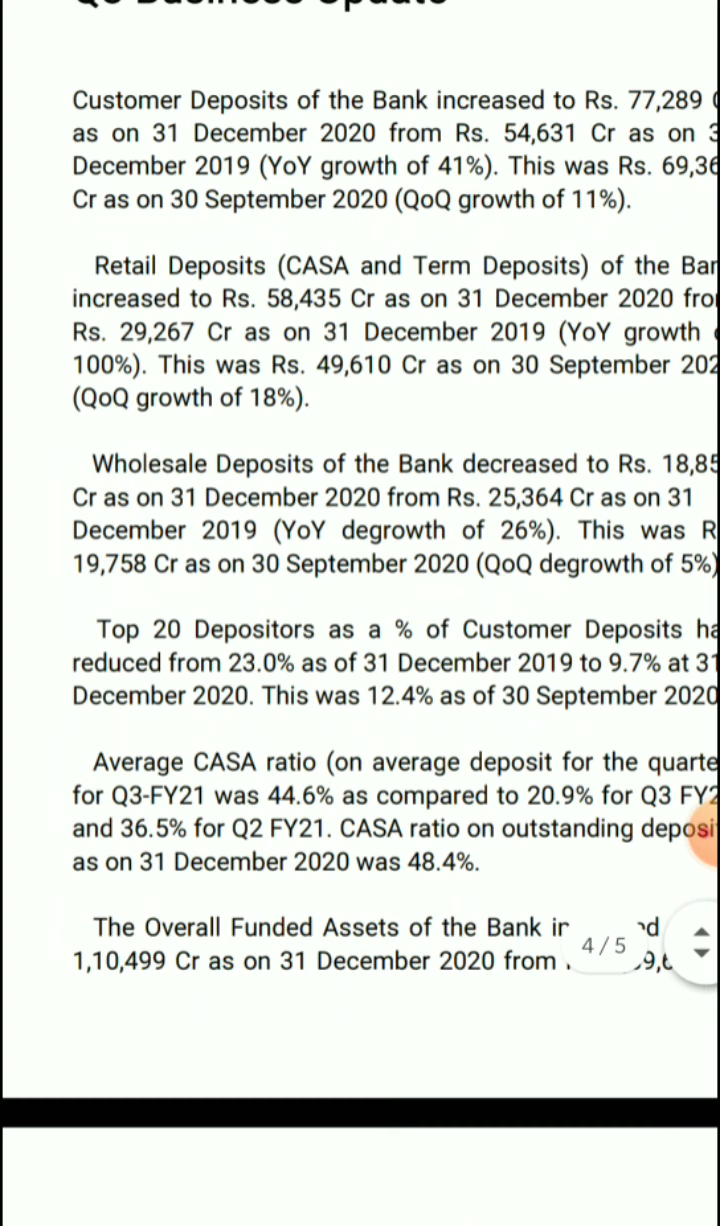 Customer Deposits of the Bank increased to Rs. 77,289
as on 31 December 2020 from Rs. 54,631 Cr as on
December 2019 (YoY growth of 41%). This was Rs.
Cr as on 30 September 2020 (QoQ growth of 11%).
Retail Deposits (CASA and Term Deposits) of the
increased to Rs. 58,435 Cr as on 31 December 2020
Rs. 29,267 Cr as on 31 December 2019 (YoY growth
100%). This was Rs. 49,610 Cr as on 30 September
(QoQ growth of 18%).
Wholesale Deposits of the Bank decreased to Rs.
Cr as on 31 December 2020 from Rs. 25,364 Cr as on 31
December 2019 (YoY degrowth of 26%). This was
19,758 Cr as on 30 September 2020 (QoQ degrowth of 5%)
Top 20 Depositors as a % of Customer Deposits
reduced from 23.0% as of 31 December 2019 to 9.7% at 31
December 2020. This was 12.4% as of 30 September 2020
Average CASA ratio (on average deposit for the
for Q3-FY21 was 44.6% as compared to 20.9% for Q3
and 36.5% for Q2 FY21. CASA ratio on outstanding
as on 31 December 2020 was 48.4%.
The Overall Funded Assets of the Bank
4/5
1,10,499 Cr as on 31 December 2020 from